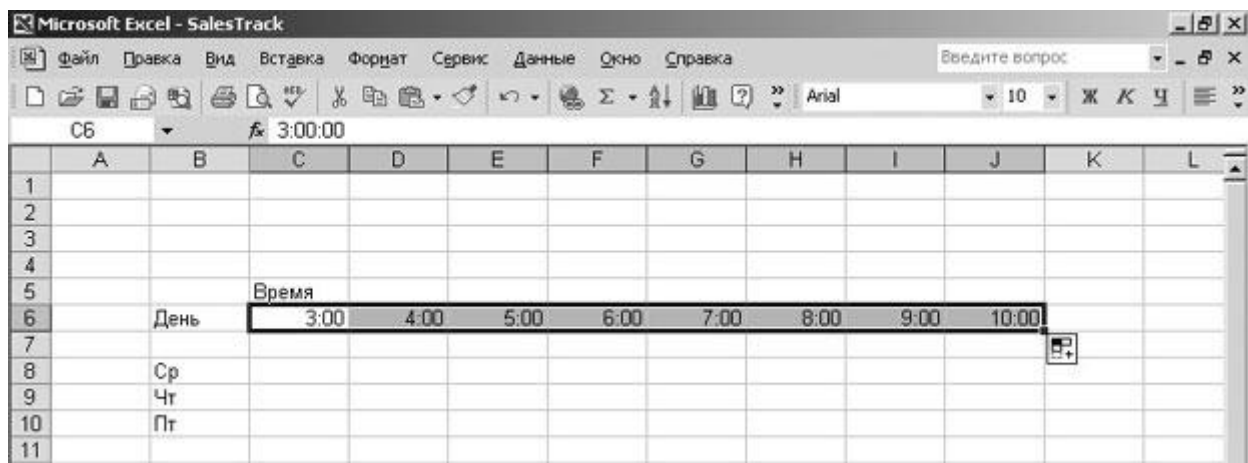 Microsoft Excel - SalesTrack
Файл Правка Вид Вставка Формат Сервис Данные Окно Справка Введите вопрос
Arial 10 Ж К Ч
C6 fx 3:00:00
A B C D E F G H I J K L
1
2
3
4
5 Время
6 День 3:00 4:00 5:00 6:00 7:00 8:00 9:00 10:00
7
8 Ср
9 Чт
10 Пт
11